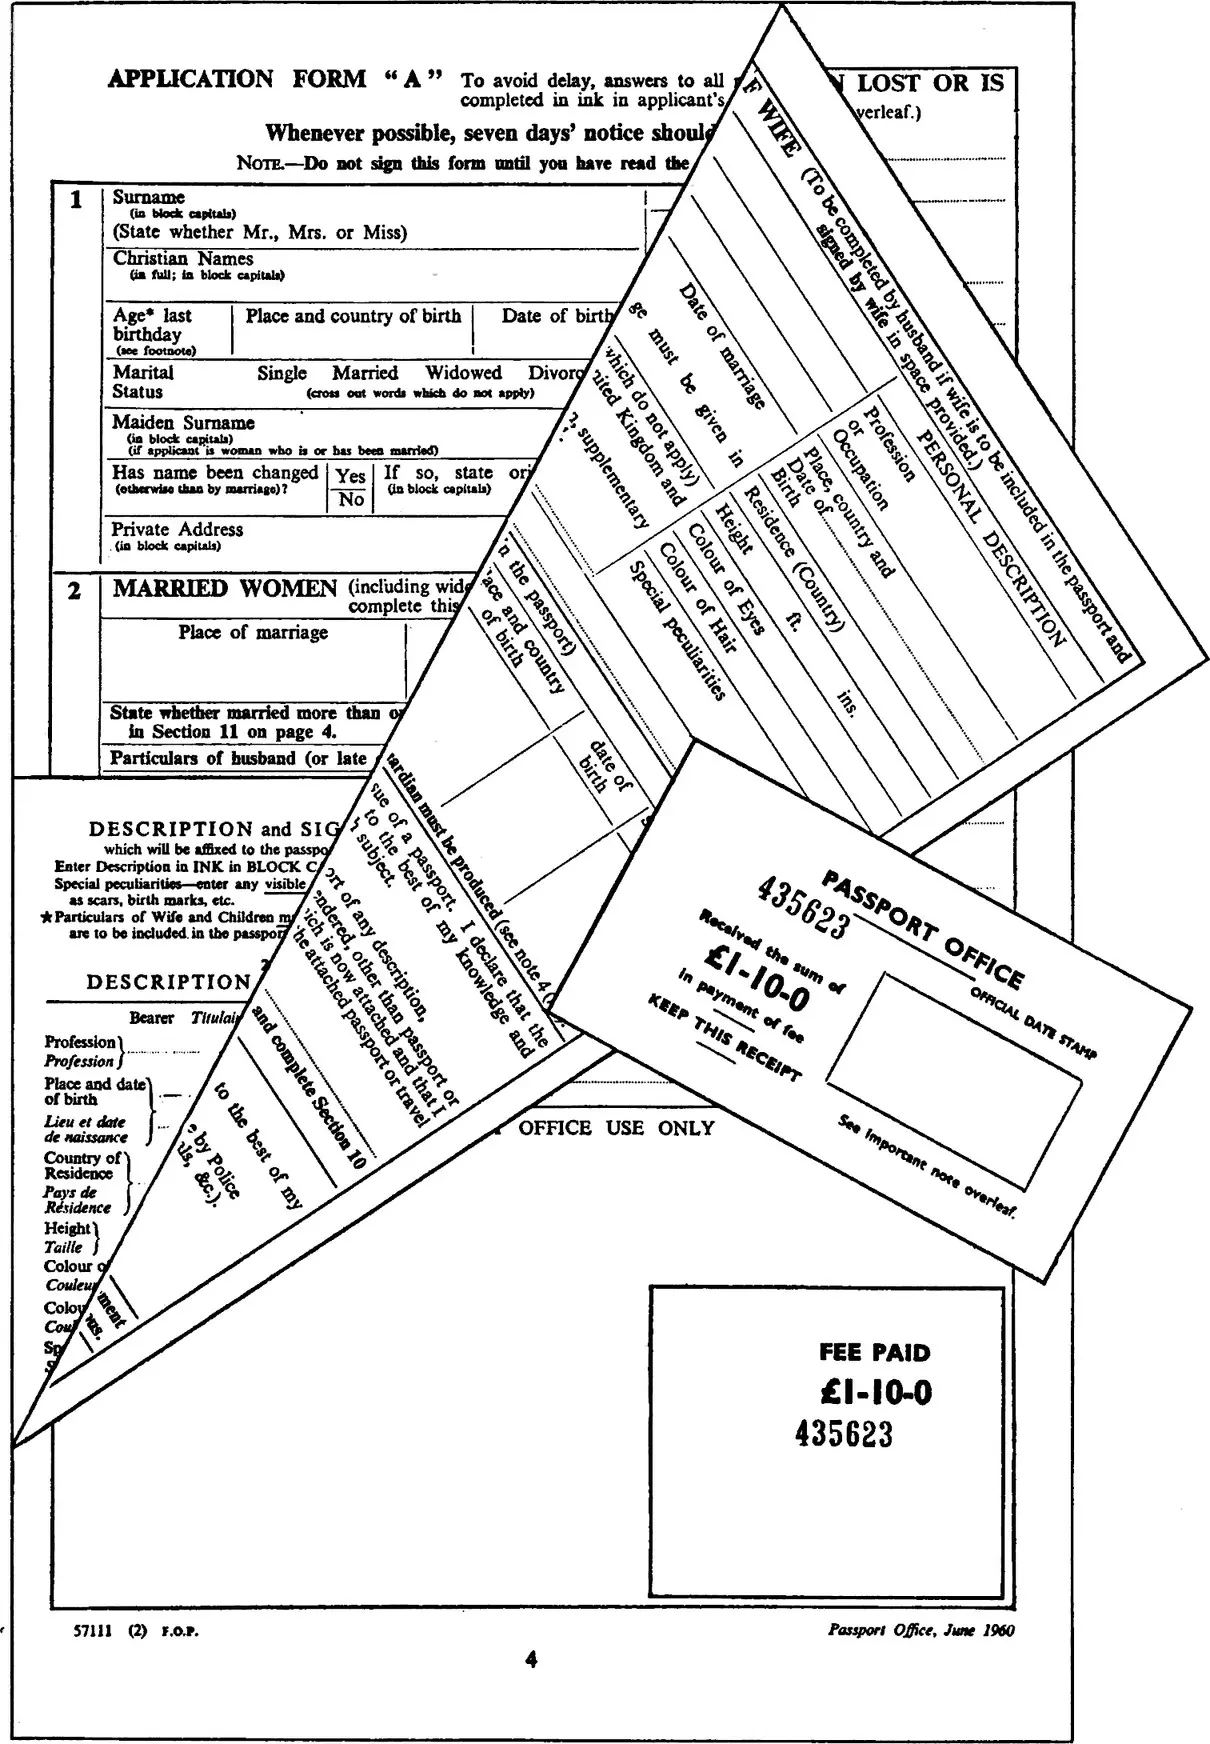 APPLICATION FORM “A” To avoid delay, answers to all
completed in ink in applicant's
Whenever possible, seven days' notice should
NOTE.—Do not sign this form until you have read the
N LOST OR IS
verleaf.)
1 Surname
(in block capitals)
(State whether Mr., Mrs. or Miss)
Christian Names
(in full; in block capitals)
Age* last Place and country of birth Date of birth
birthday
(see footnote)
Marital Single Married Widowed Divorc
Status (cross out words which do not apply)
Maiden Surname
(in block capitals)
(if applicant is woman who is or has been married)
Has name been changed Yes If so, state ori
(otherwise than by marriage)? No (in block capitals)
Private Address
(in block capitals)
2 MARRIED WOMEN (including wid
complete this
Place of marriage
State whether married more than o
in Section 11 on page 4.
Particulars of husband (or late
F WIFE (To be completed by husband if wife is to be included in the passport and
signed by wife in space provided.)
PERSONAL DESCRIPTION
Profession
or
Occupation
Place, country and
Date of
Birth
Residence (Country)
Height ft. ins.
Colour of Eyes
Colour of Hair
Special peculiarities
Date of marriage
ge must be given in
which do not apply)
nited Kingdom and
, supplementary
n the passport)
ace and country
of birth
date of
birth
ardian must be produced (see note 4 (
sue of a passport. I declare that the
to the best of my knowledge and
subject.
ort of any description,
endered, other than passport or
ich is now attached and that I
he attached passport or travel
2
and complete Section 10
to the best of my
e by Police
ls, &c.).
ment
ns.
DESCRIPTION and SIG
which will be affixed to the passpo
Enter Description in INK in BLOCK CA
Special peculiarities—enter any visible
as scars, birth marks, etc.
★Particulars of Wife and Children m
are to be included in the passport
DESCRIPTION
Bearer Titulair
Profession
Profession
Place and date
of birth
Lieu et date
de naissance
Country of
Residence
Pays de
Résidence
Height
Taille
Colour o
Couleur
Colou
Coul
Sp
S
PASSPORT OFFICE
435623
Received the sum of
£1-10-0
in payment of fee
KEEP THIS RECEIPT
OFFICIAL DATE STAMP
See important note overleaf.
OFFICE USE ONLY
FEE PAID
£1-10-0
435623
57111 (2) F.O.P.
Passport Office, June 1960
4